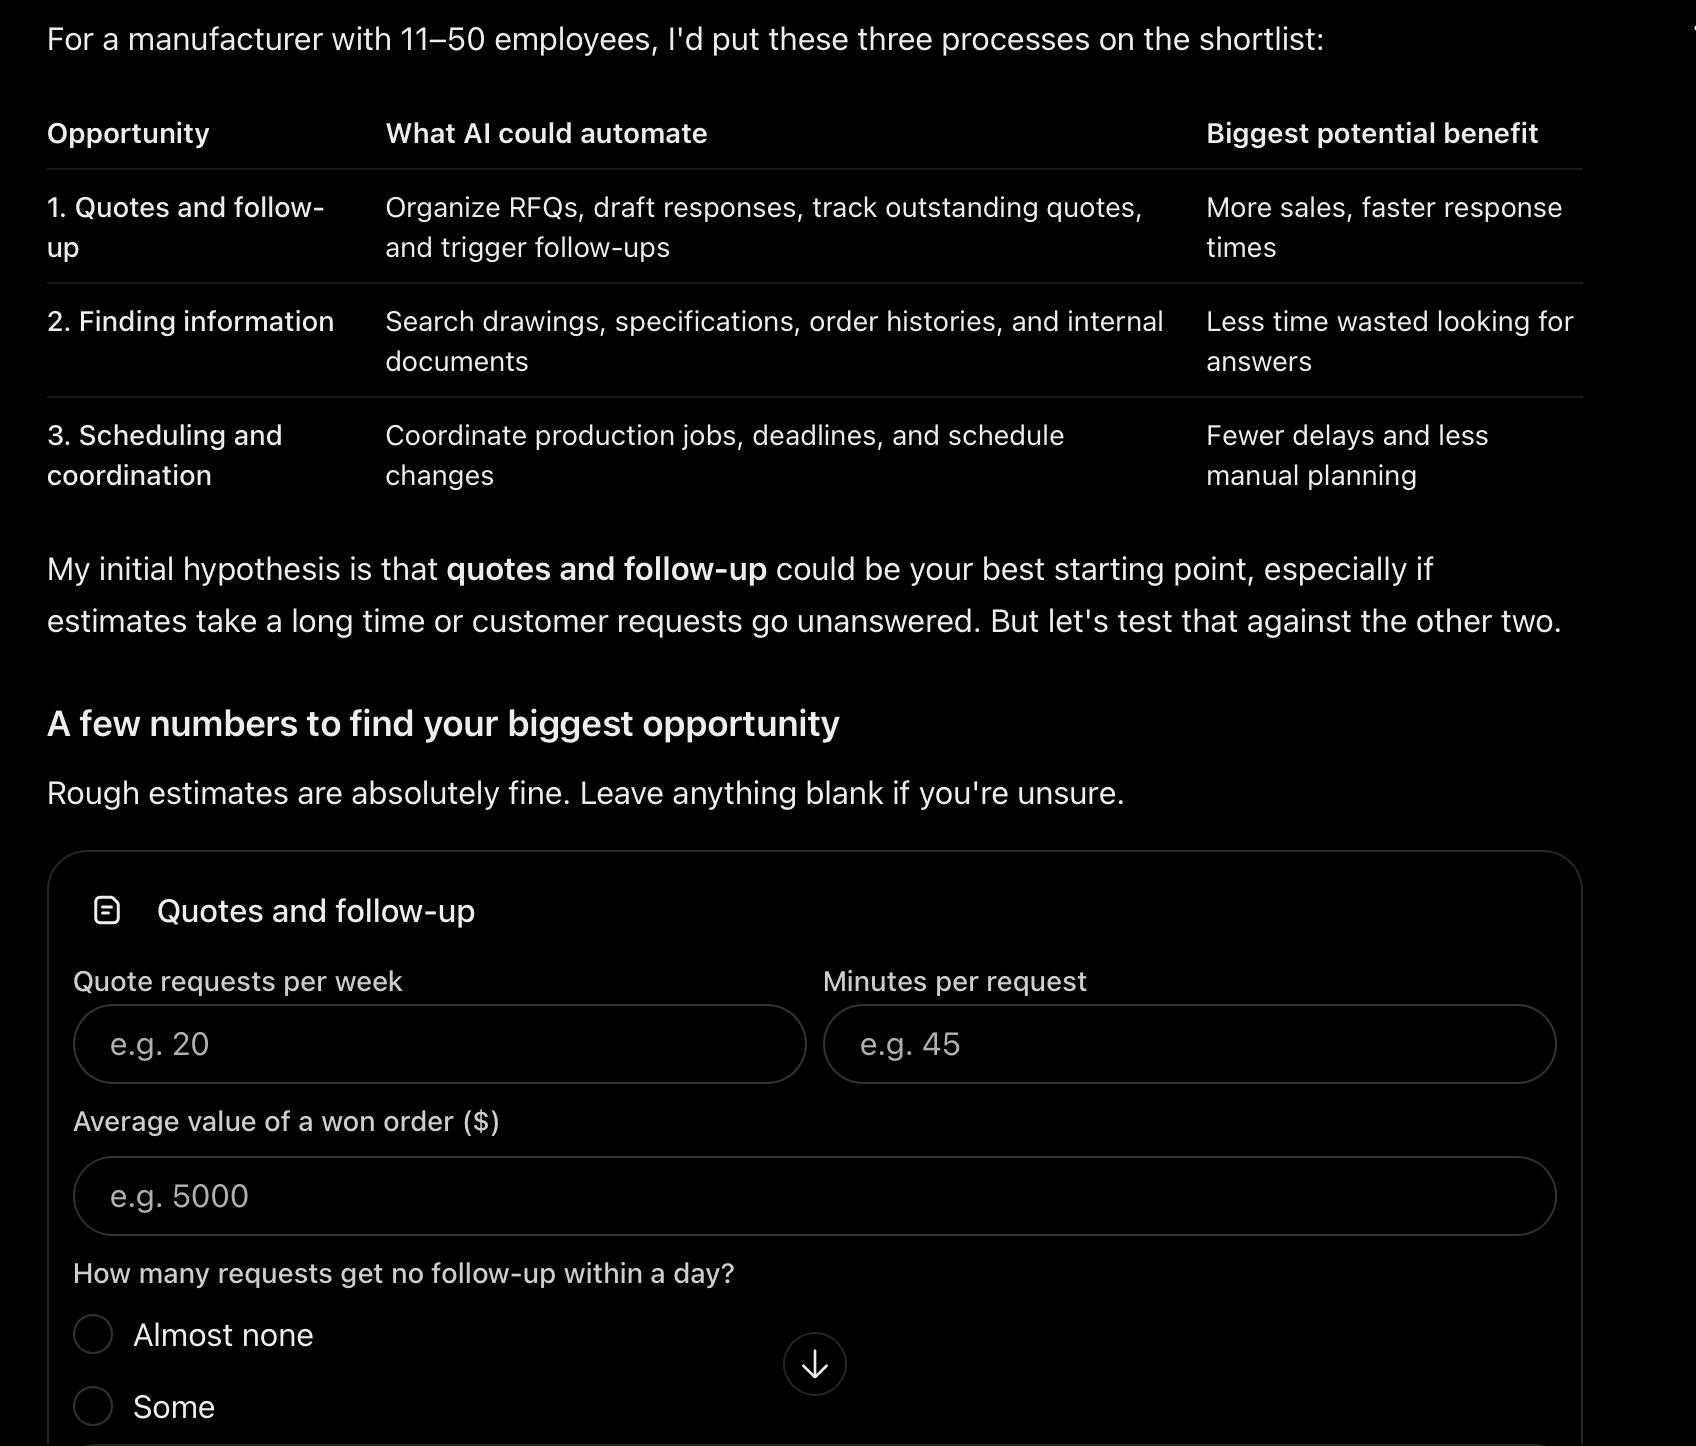 For a manufacturer with 11–50 employees, I'd put these three processes on the shortlist:
Opportunity What AI could automate Biggest potential benefit
1. Quotes and follow-
up
Organize RFQs, draft responses, track outstanding quotes,
and trigger follow-ups
More sales, faster response
times
2. Finding information
Search drawings, specifications, order histories, and internal
documents
Less time wasted looking for
answers
3. Scheduling and
coordination
Coordinate production jobs, deadlines, and schedule
changes
Fewer delays and less
manual planning
My initial hypothesis is that quotes and follow-up could be your best starting point, especially if
estimates take a long time or customer requests go unanswered. But let's test that against the other two.
A few numbers to find your biggest opportunity
Rough estimates are absolutely fine. Leave anything blank if you're unsure.
Quotes and follow-up
Quote requests per week Minutes per request
e.g. 20 e.g. 45
Average value of a won order ($)
e.g. 5000
How many requests get no follow-up within a day?
Almost none
Some